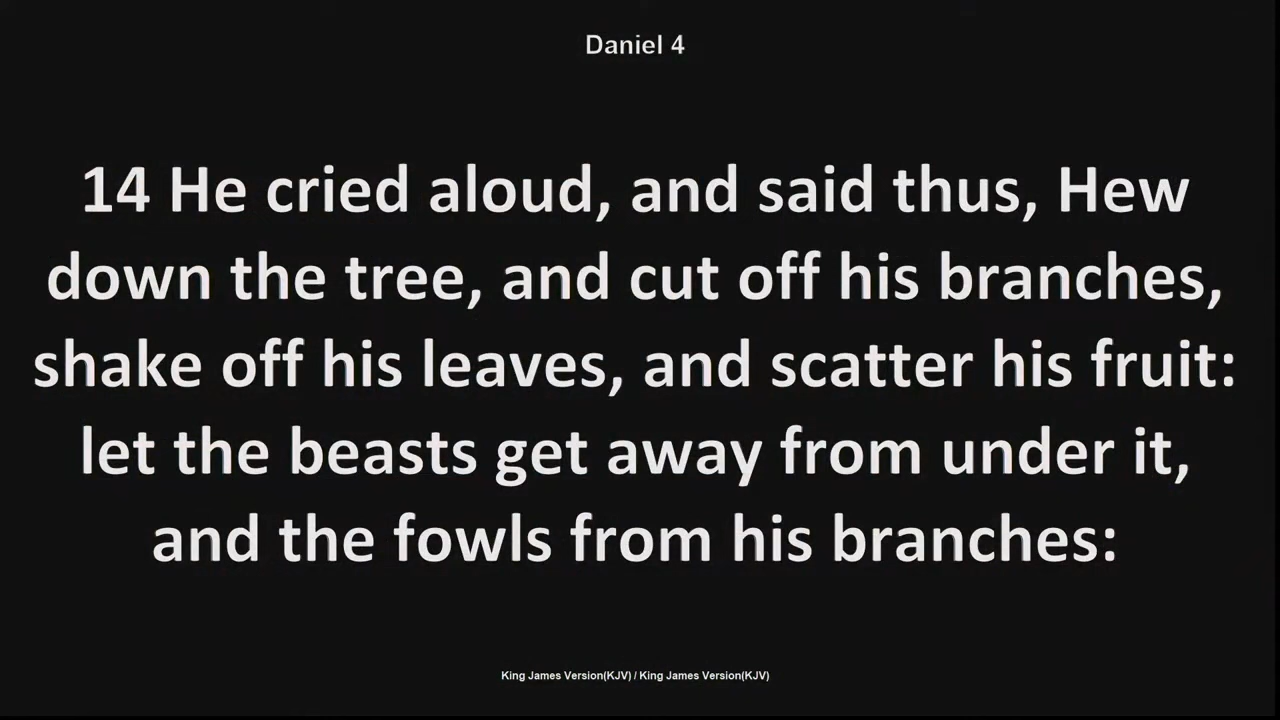 Daniel 4
14 He cried aloud, and said thus, Hew
down the tree, and cut off his branches,
shake off his leaves, and scatter his fruit:
let the beasts get away from under it,
and the fowls from his branches:
King James Version(KJV) / King James Version(KJV)